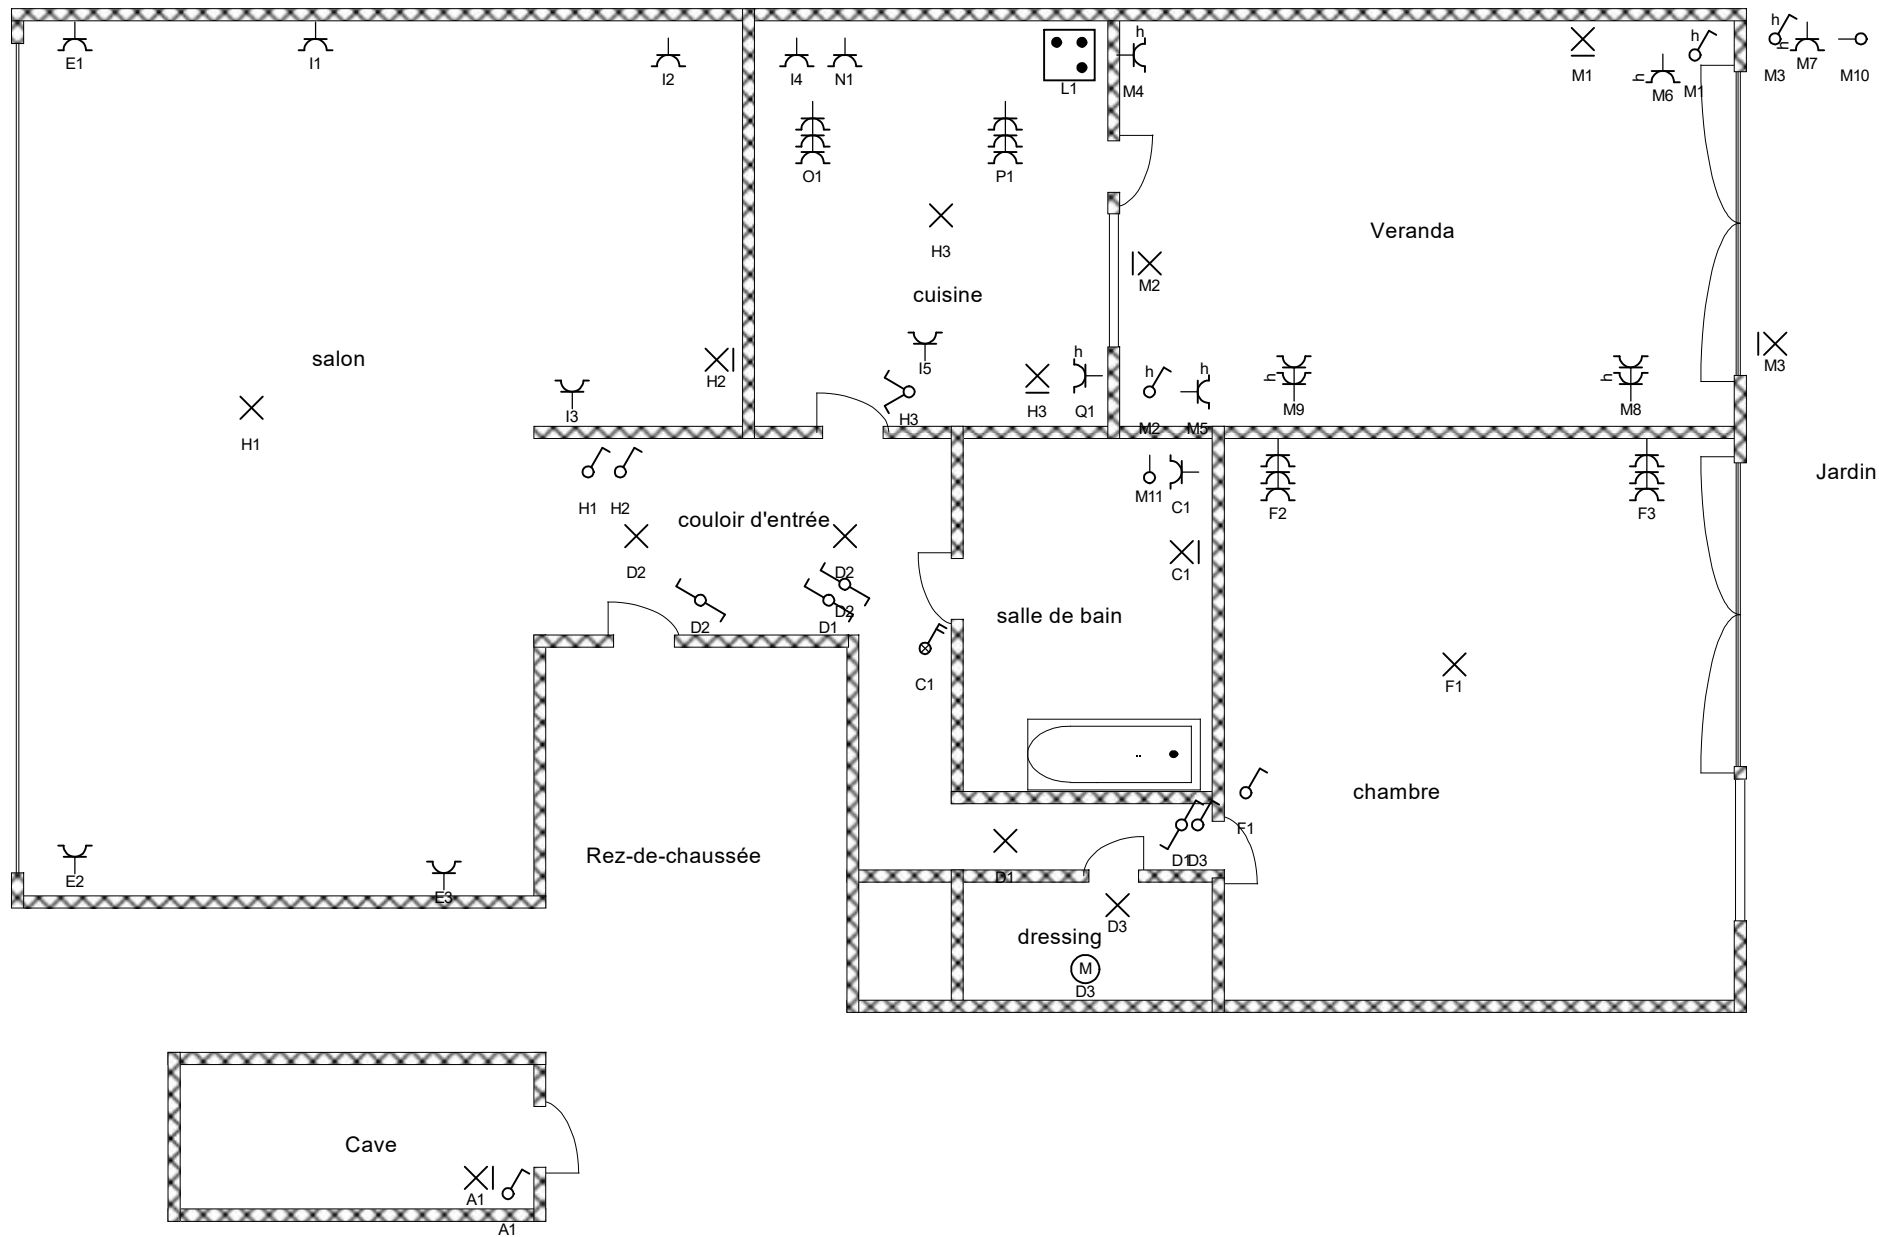 E1
I1
I2
I4
N1
L1
h
M4
M1
h
M6
h
M1
h
M3
H
M7
M10
O1
P1
H3
Veranda
M2
cuisine
salon
H1
H2
I3
I5
H3
H3
h
Q1
h
M2
h
M5
h
M9
h
M8
M3
H1
H2
couloir d'entrée
D2
D2
D2
D1
D2
M11
C1
C1
F2
F3
Jardin
salle de bain
C1
F1
chambre
F1
D1
D3
D1
Rez-de-chaussée
E2
E3
D3
dressing
M
D3
Cave
A1
A1